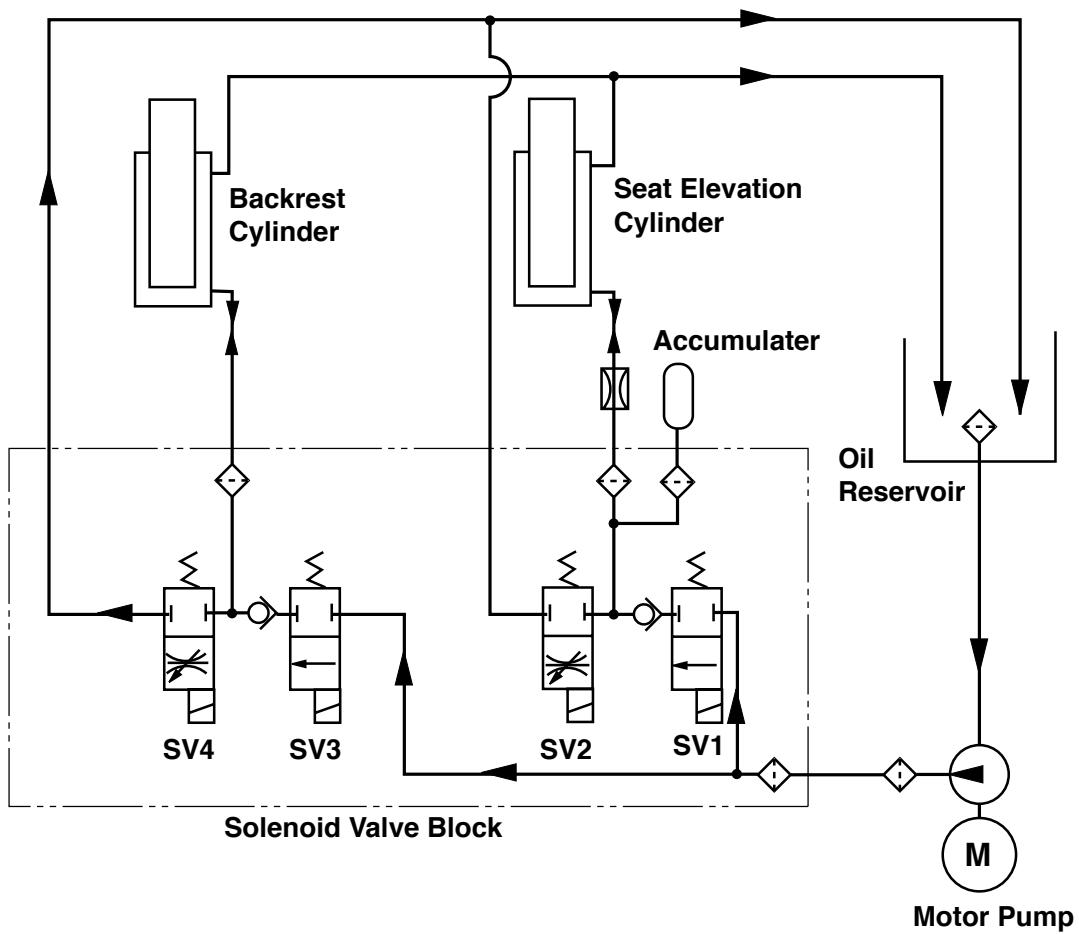 Backrest
Cylinder
Seat Elevation
Cylinder
Accumulater
Oil
Reservoir
SV4
SV3
SV2
SV1
Solenoid Valve Block
M
Motor Pump